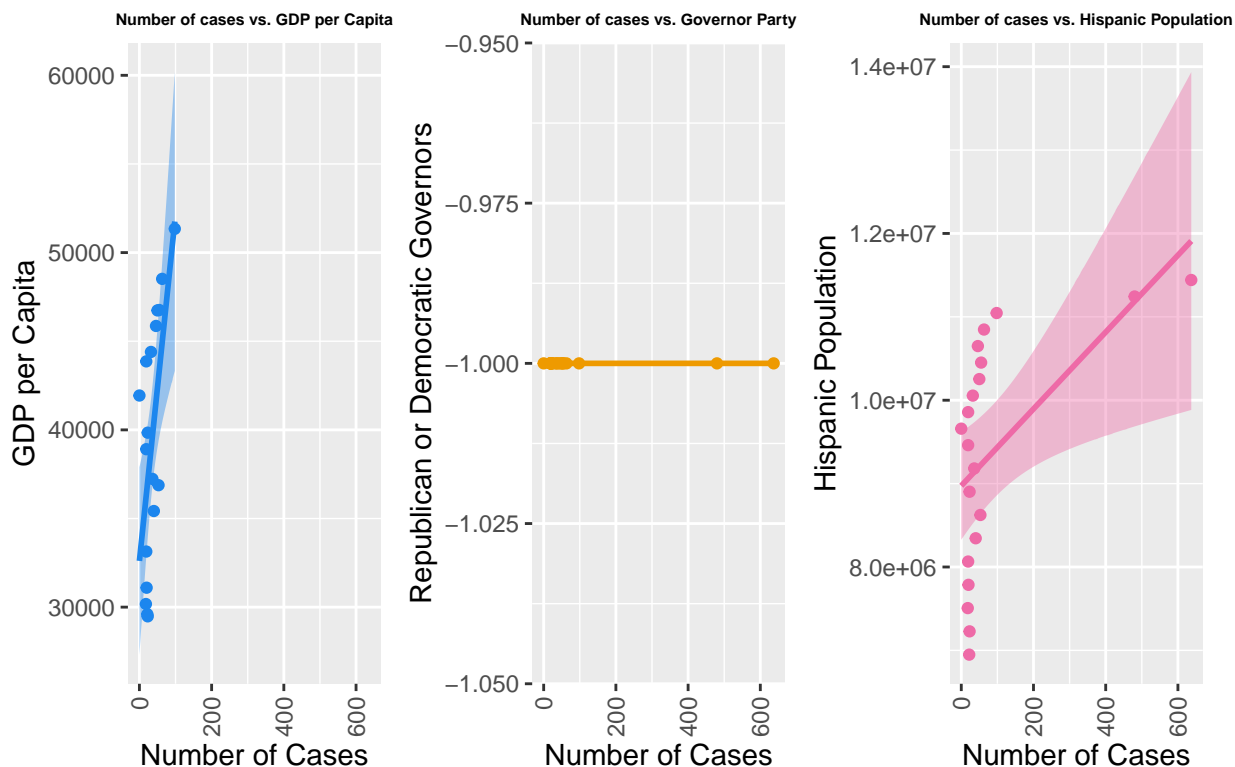 Number of cases vs. GDP per Capita
GDP per Capita
60000
50000
40000
30000
0
200
400
600
Number of Cases
Number of cases vs. Governor Party
Republican or Democratic Governors
−0.950
−0.975
−1.000
−1.025
−1.050
0
200
400
600
Number of Cases
Number of cases vs. Hispanic Population
Hispanic Population
1.4e+07
1.2e+07
1.0e+07
8.0e+06
0
200
400
600
Number of Cases